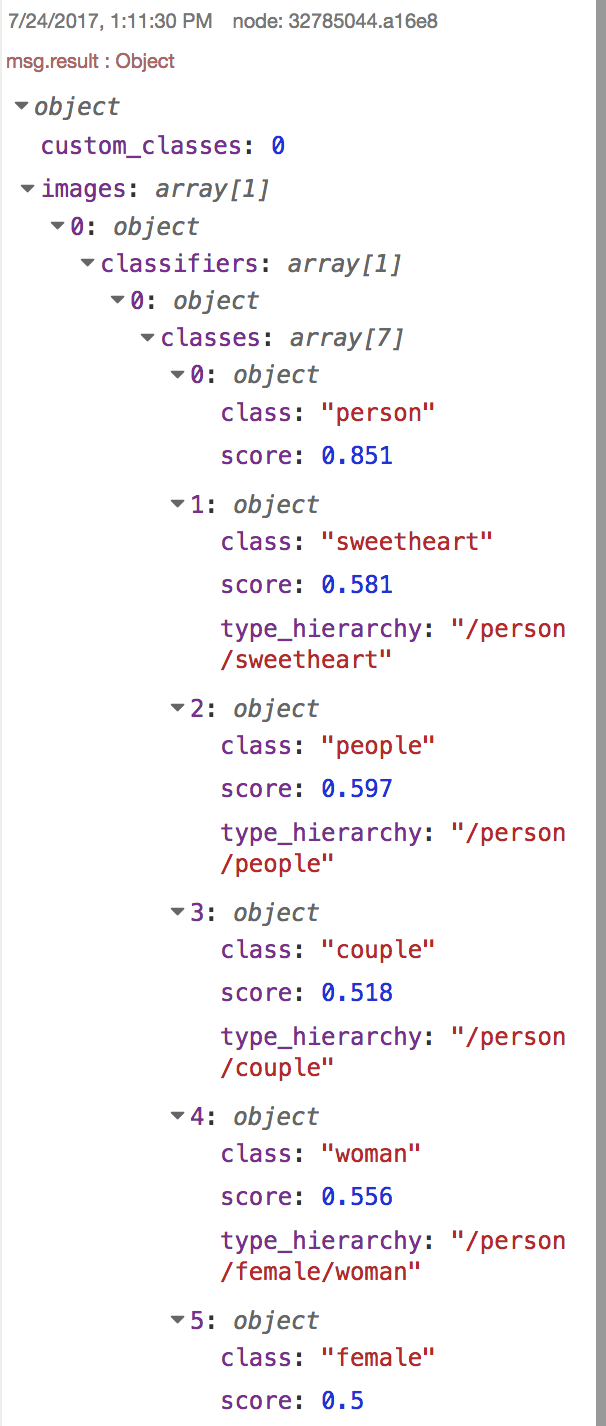 7/24/2017, 1:11:30 PM node: 32785044.a16e8
msg.result : Object
object
custom_classes: 0
images: array[1]
0: object
classifiers: array[1]
0: object
classes: array[7]
0: object
class: "person"
score: 0.851
1: object
class: "sweetheart"
score: 0.581
type_hierarchy: "/person
/sweetheart"
2: object
class: "people"
score: 0.597
type_hierarchy: "/person
/people"
3: object
class: "couple"
score: 0.518
type_hierarchy: "/person
/couple"
4: object
class: "woman"
score: 0.556
type_hierarchy: "/person
/female/woman"
5: object
class: "female"
score: 0.5